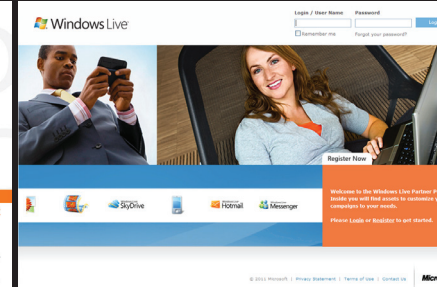 Windows Live
Login / User Name
Password
Remember me
Forgot your password?
Register Now
Welcome to the Windows Live Partner P
Inside you will find assets to customize y
campaigns to your needs.
Please Login or Register to get started.
SkyDrive
Hotmail
Messenger
© 2011 Microsoft | Privacy Statement | Terms of Use | Contact Us
Micr